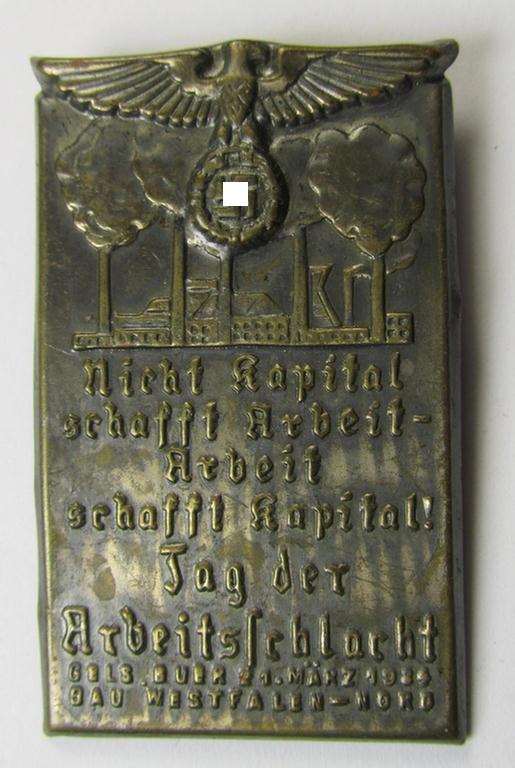 Nicht Kapital
schafft Arbeit-
Arbeit
schafft Kapital!
Tag der
Arbeitsschlacht
GELS. BUER 21. MÄRZ 1934
GAU WESTFALEN-NORD